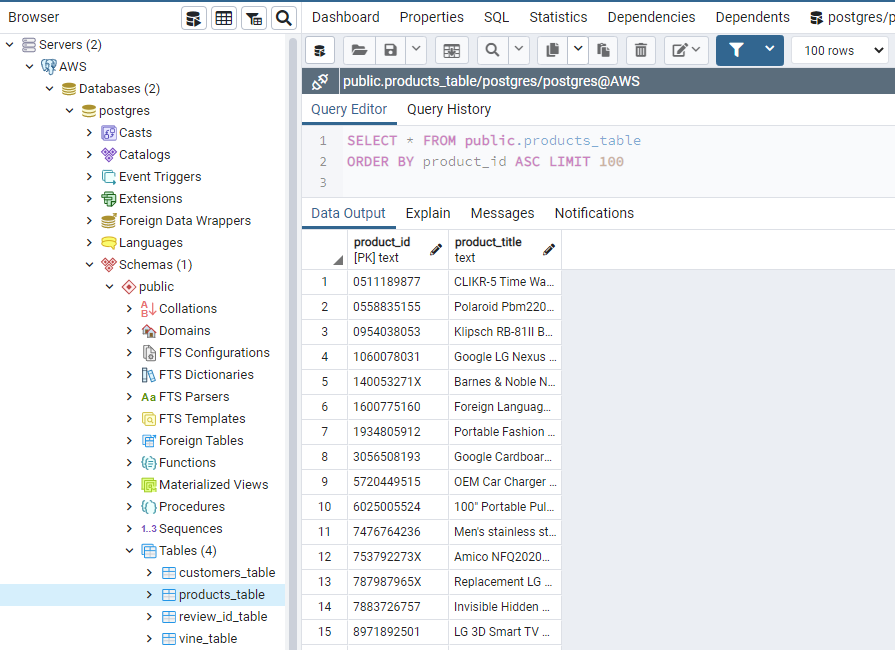 Browser
Servers (2)
AWS
Databases (2)
postgres
Casts
Catalogs
Event Triggers
Extensions
Foreign Data Wrappers
Languages
Schemas (1)
public
Collations
Domains
FTS Configurations
FTS Dictionaries
Aa FTS Parsers
FTS Templates
Foreign Tables
Functions
Materialized Views
Procedures
1..3 Sequences
Tables (4)
customers_table
products_table
review_id_table
vine_table
Dashboard Properties SQL Statistics Dependencies Dependents postgres/p
100 rows
public.products_table/postgres/postgres@AWS
Query Editor Query History
1 SELECT * FROM public.products_table
2 ORDER BY product_id ASC LIMIT 100
3
Data Output Explain Messages Notifications
product_id product_title
[PK] text text
1 0511189877 CLIKR-5 Time Wa...
2 0558835155 Polaroid Pbm220...
3 0954038053 Klipsch RB-81II B...
4 1060078031 Google LG Nexus ...
5 140053271X Barnes & Noble N...
6 1600775160 Foreign Languag...
7 1934805912 Portable Fashion ...
8 3056508193 Google Cardboar...
9 5720449515 OEM Car Charger ...
10 6025005524 100" Portable Pul...
11 7476764236 Men's stainless st...
12 753792273X Amico NFQ2020...
13 787987965X Replacement LG ...
14 7883726757 Invisible Hidden ...
15 8971892501 LG 3D Smart TV ...